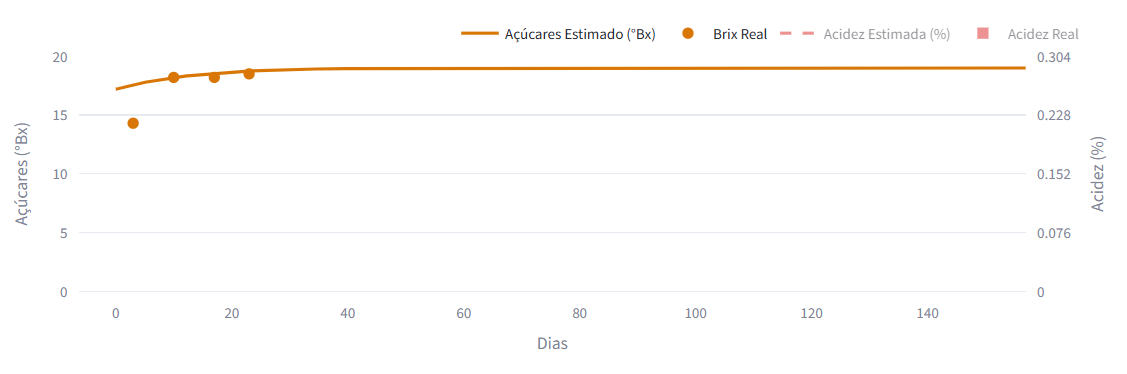 Açúcares Estimado (°Bx) Brix Real Acidez Estimada (%) Acidez Real
20 0.304
15 0.228
10 0.152
5 0.076
0 0
Açúcares (°Bx)
Acidez (%)
0 20 40 60 80 100 120 140
Dias